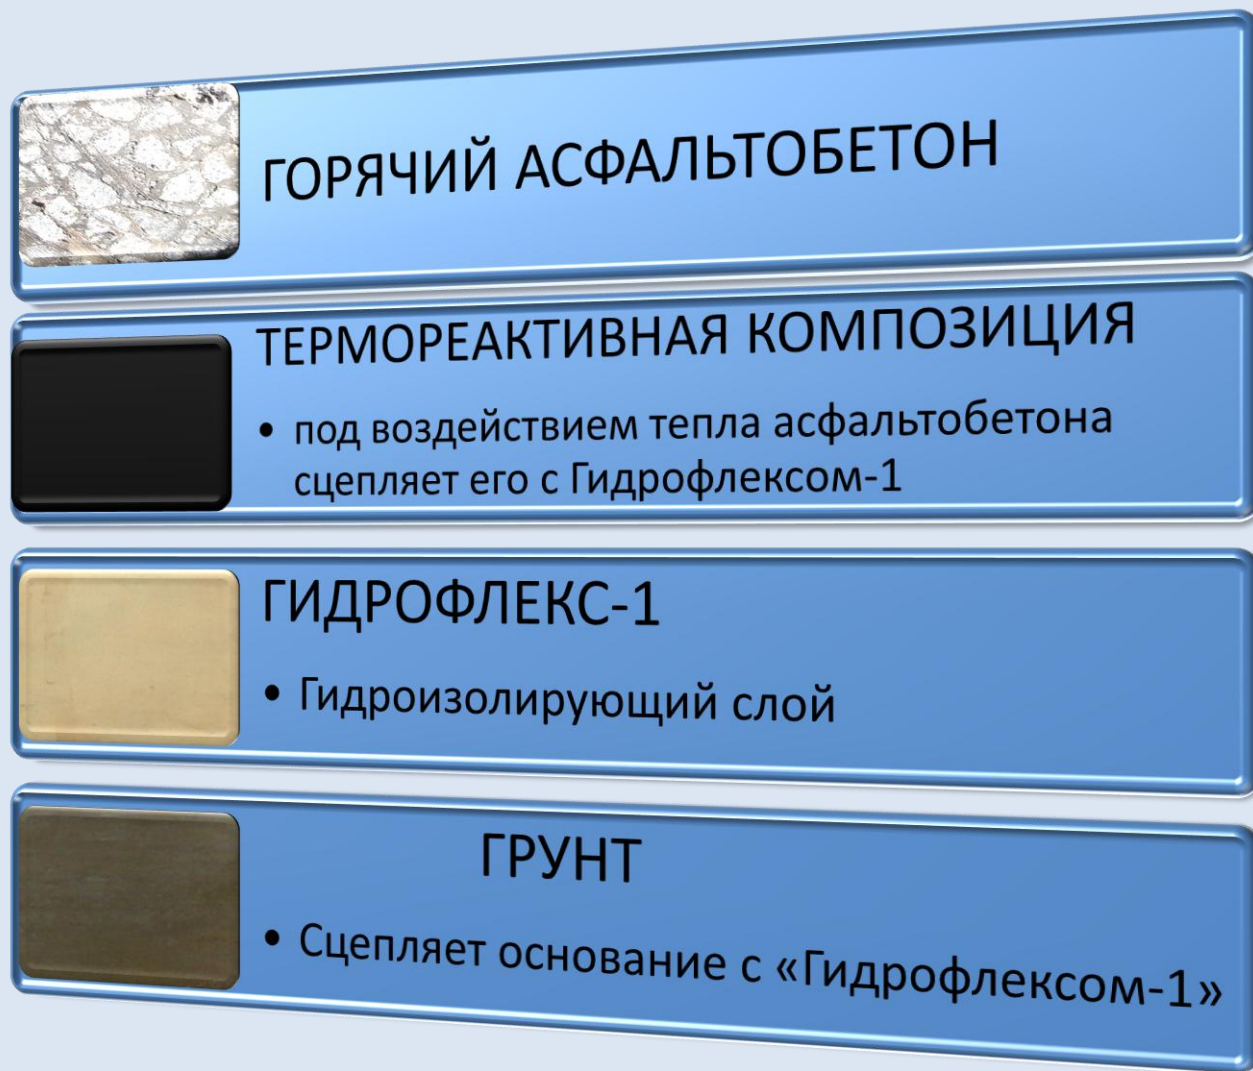 ГОРЯЧИЙ АСФАЛЬТОБЕТОН
ТЕРМОРЕАКТИВНАЯ КОМПОЗИЦИЯ
• под воздействием тепла асфальтобетона
сцепляет его с Гидрофлексом-1
ГИДРОФЛЕКС-1
• Гидроизолирующий слой
ГРУНТ
• Сцепляет основание с «Гидрофлексом-1»